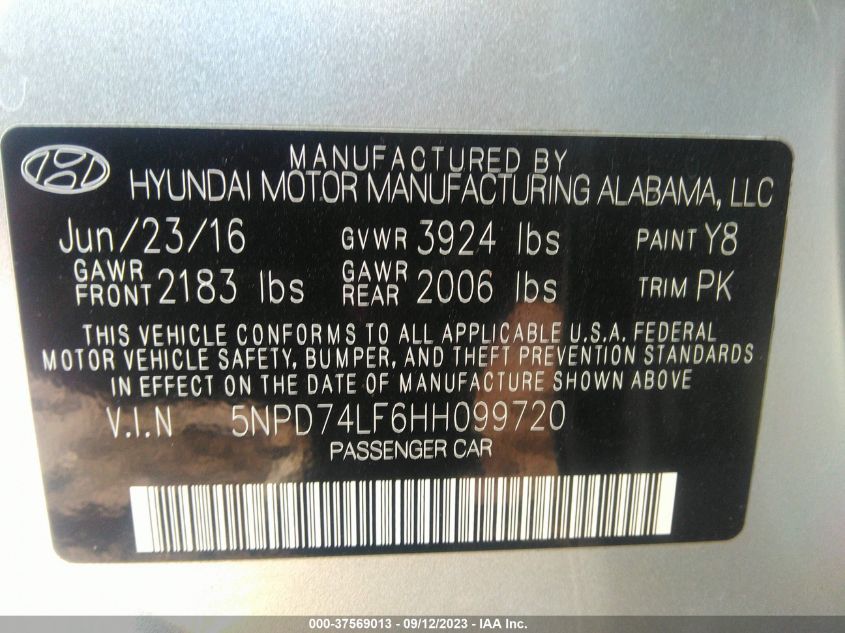 MANUFACTURED BY
HYUNDAI MOTOR MANUFACTURING ALABAMA, LLC
Jun/23/16 GVWR 3924 lbs PAINT Y8
GAWR FRONT 2183 lbs GAWR REAR 2006 lbs TRIM PK
THIS VEHICLE CONFORMS TO ALL APPLICABLE U.S.A. FEDERAL
MOTOR VEHICLE SAFETY, BUMPER, AND THEFT PREVENTION STANDARDS
IN EFFECT ON THE DATE OF MANUFACTURE SHOWN ABOVE
V.I.N 5NPD74LF6HH099720
PASSENGER CAR
000-37569013 - 09/12/2023 - IAA Inc.